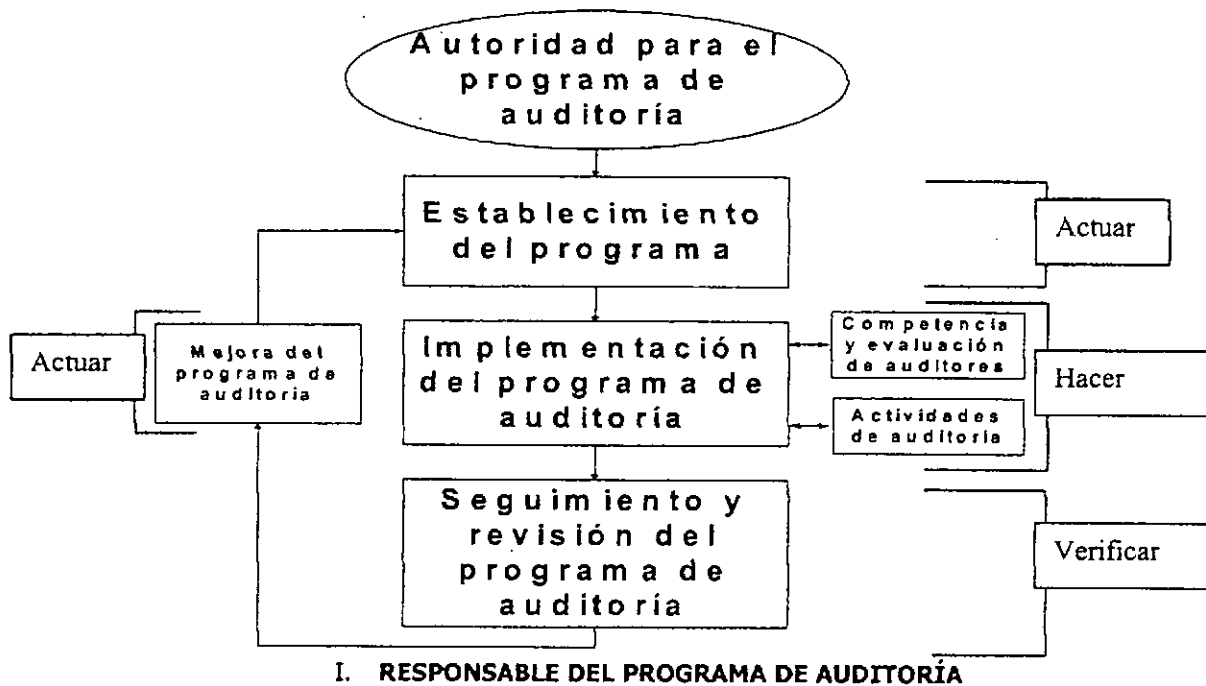 Autoridad para el
programa de
auditoría
Establecimiento
del programa
Actuar
Actuar
Mejora del
programa de
auditoria
Implementación
del programa de
auditoría
Competencia
y evaluación
de auditores
Actividades
de auditoría
Hacer
Seguimiento y
revisión del
programa de
auditoría
Verificar
I. RESPONSABLE DEL PROGRAMA DE AUDITORÍA